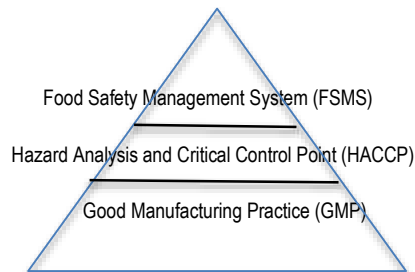 Food Safety Management System (FSMS)
Hazard Analysis and Critical Control Point (HACCP)
Good Manufacturing Practice (GMP)